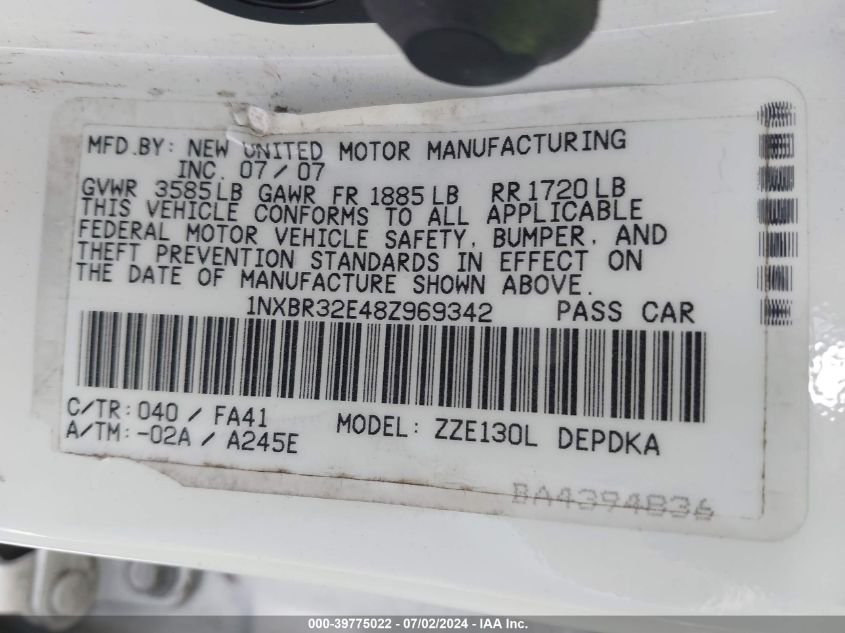 MFD.BY: NEW UNITED MOTOR MANUFACTURING
INC. 07/07
GVWR 3585LB GAWR FR 1885LB RR 1720LB
THIS VEHICLE CONFORMS TO ALL APPLICABLE
FEDERAL MOTOR VEHICLE SAFETY, BUMPER, AND
THEFT PREVENTION STANDARDS IN EFFECT ON
THE DATE OF MANUFACTURE SHOWN ABOVE.
1NXBR32E48Z969342 PASS CAR
C/TR: 040 / FA41
A/TM: -02A / A245E
MODEL: ZZE130L DEPDKA
BA4394836
000-39775022 - 07/02/2024 - IAA Inc.